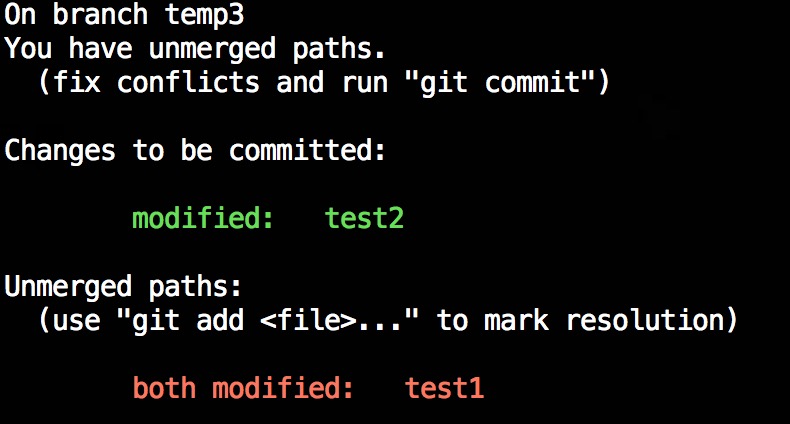 On branch temp3
You have unmerged paths.
  (fix conflicts and run "git commit")
Changes to be committed:
        modified:   test2
Unmerged paths:
  (use "git add <file>..." to mark resolution)
        both modified:   test1